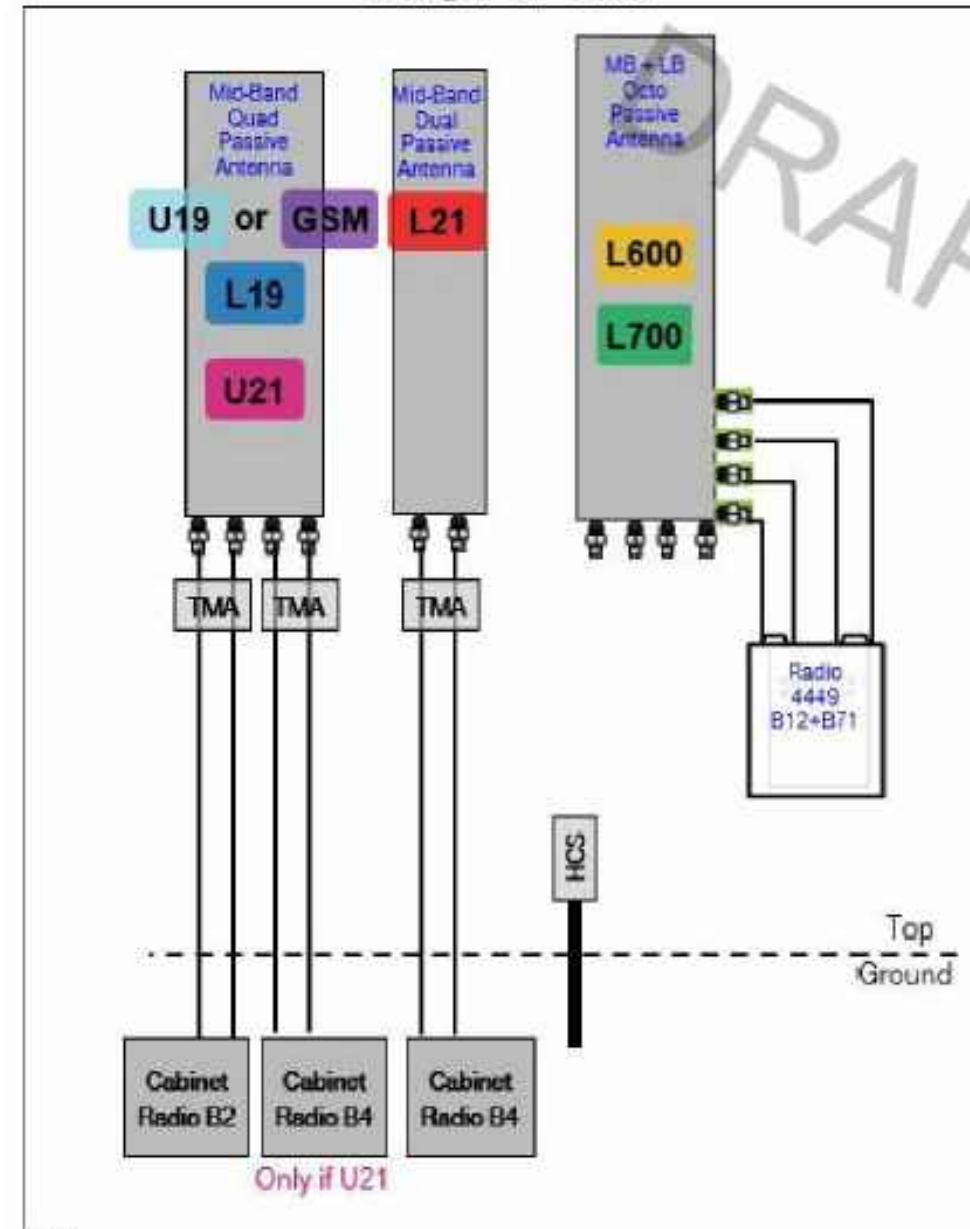 Mid-Band
Quad
Passive
Antenna
U19 or GSM
L19
U21
Mid-Band
Dual
Passive
Antenna
L21
MB + LB
Octo
Passive
Antenna
L600
L700
TMA
TMA
TMA
Radio
4449
B12+B71
HCS
Top
Ground
Cabinet
Radio B2
Cabinet
Radio B4
Cabinet
Radio B4
Only if U21